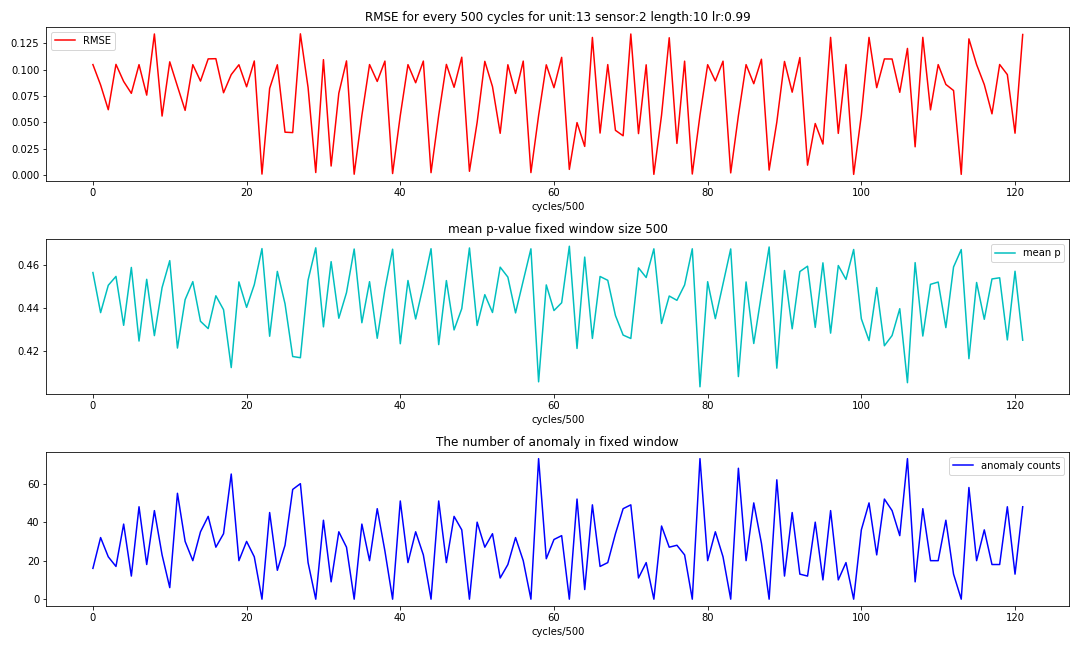 RMSE for every 500 cycles for unit:13 sensor:2 length:10 lr:0.99
RMSE
0.125
0.100
0.075
0.050
0.025
0.000
0 20 40 60 80 100 120
cycles/500
mean p-value fixed window size 500
mean p
0.46
0.44
0.42
0 20 40 60 80 100 120
cycles/500
The number of anomaly in fixed window
anomaly counts
60
40
20
0
0 20 40 60 80 100 120
cycles/500